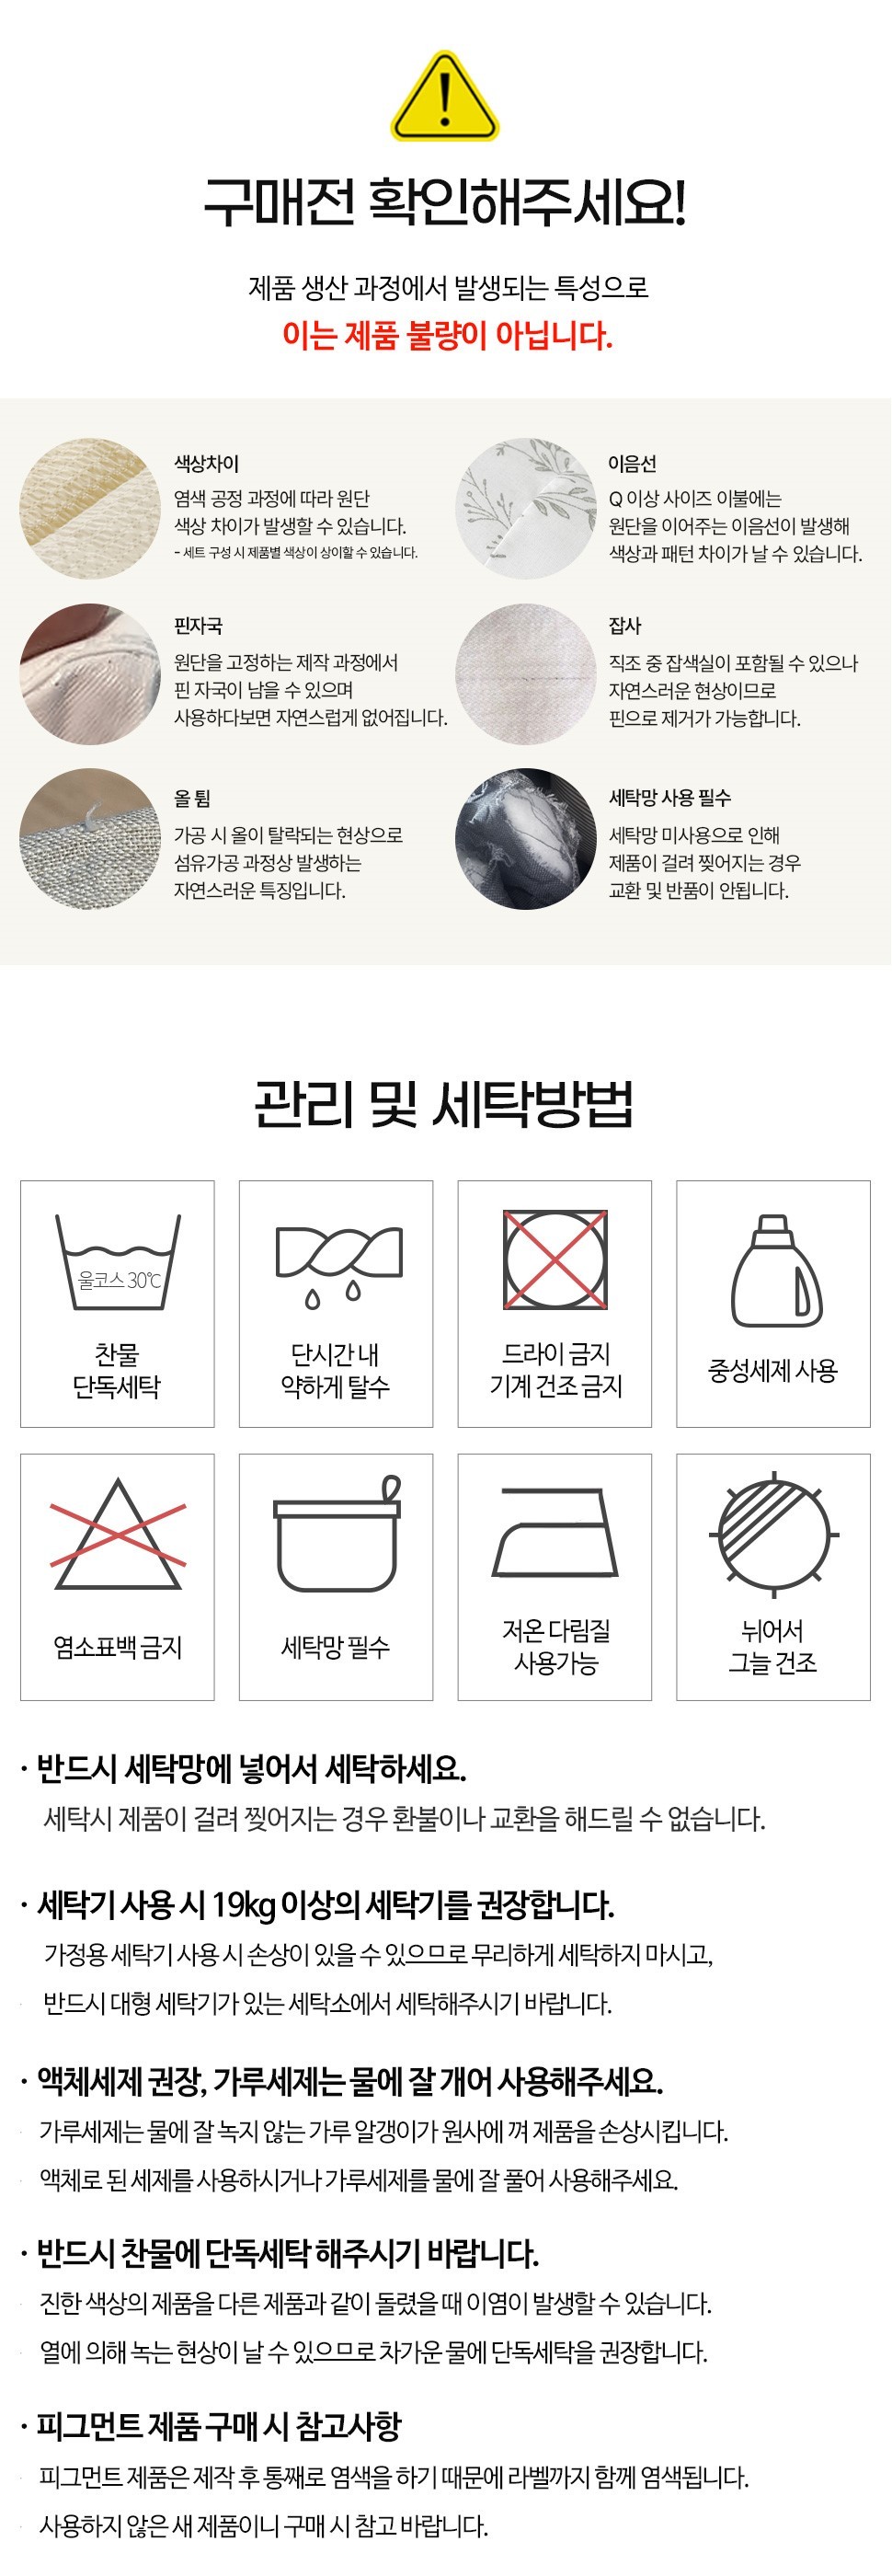 구매전 확인해주세요!
제품 생산 과정에서 발생되는 특성으로
이는 제품 불량이 아닙니다.
색상차이
염색 공정 과정에 따라 원단
색상 차이가 발생할 수 있습니다.
- 세트 구성 시 제품별 색상이 상이할 수 있습니다.
이음선
Q 이상 사이즈 이불에는
원단을 이어주는 이음선이 발생해
색상과 패턴 차이가 날 수 있습니다.
핀자국
원단을 고정하는 제작 과정에서
핀 자국이 남을 수 있으며
사용하다보면 자연스럽게 없어집니다.
잡사
직조 중 잡색실이 포함될 수 있으나
자연스러운 현상이므로
핀으로 제거가 가능합니다.
올 튐
가공 시 올이 탈락되는 현상으로
섬유가공 과정상 발생하는
자연스러운 특징입니다.
세탁망 사용 필수
세탁망 미사용으로 인해
제품이 걸려 찢어지는 경우
교환 및 반품이 안됩니다.
관리 및 세탁방법
울코스 30℃
찬물
단독세탁
단시간 내
약하게 탈수
드라이 금지
기계 건조 금지
중성세제 사용
염소표백 금지
세탁망 필수
저온 다림질
사용가능
뉘어서
그늘 건조
· 반드시 세탁망에 넣어서 세탁하세요.
세탁시 제품이 걸려 찢어지는 경우 환불이나 교환을 해드릴 수 없습니다.
· 세탁기 사용 시 19kg 이상의 세탁기를 권장합니다.
가정용 세탁기 사용 시 손상이 있을 수 있으므로 무리하게 세탁하지 마시고,
반드시 대형 세탁기가 있는 세탁소에서 세탁해주시기 바랍니다.
· 액체세제 권장, 가루세제는 물에 잘 개어 사용해주세요.
가루세제는 물에 잘 녹지 않는 가루 알갱이가 원사에 껴 제품을 손상시킵니다.
액체로 된 세제를 사용하시거나 가루세제를 물에 잘 풀어 사용해주세요.
· 반드시 찬물에 단독세탁 해주시기 바랍니다.
진한 색상의 제품을 다른 제품과 같이 돌렸을 때 이염이 발생할 수 있습니다.
열에 의해 녹는 현상이 날 수 있으므로 차가운 물에 단독세탁을 권장합니다.
· 피그먼트 제품 구매 시 참고사항
피그먼트 제품은 제작 후 통째로 염색을 하기 때문에 라벨까지 함께 염색됩니다.
사용하지 않은 새 제품이니 구매 시 참고 바랍니다.